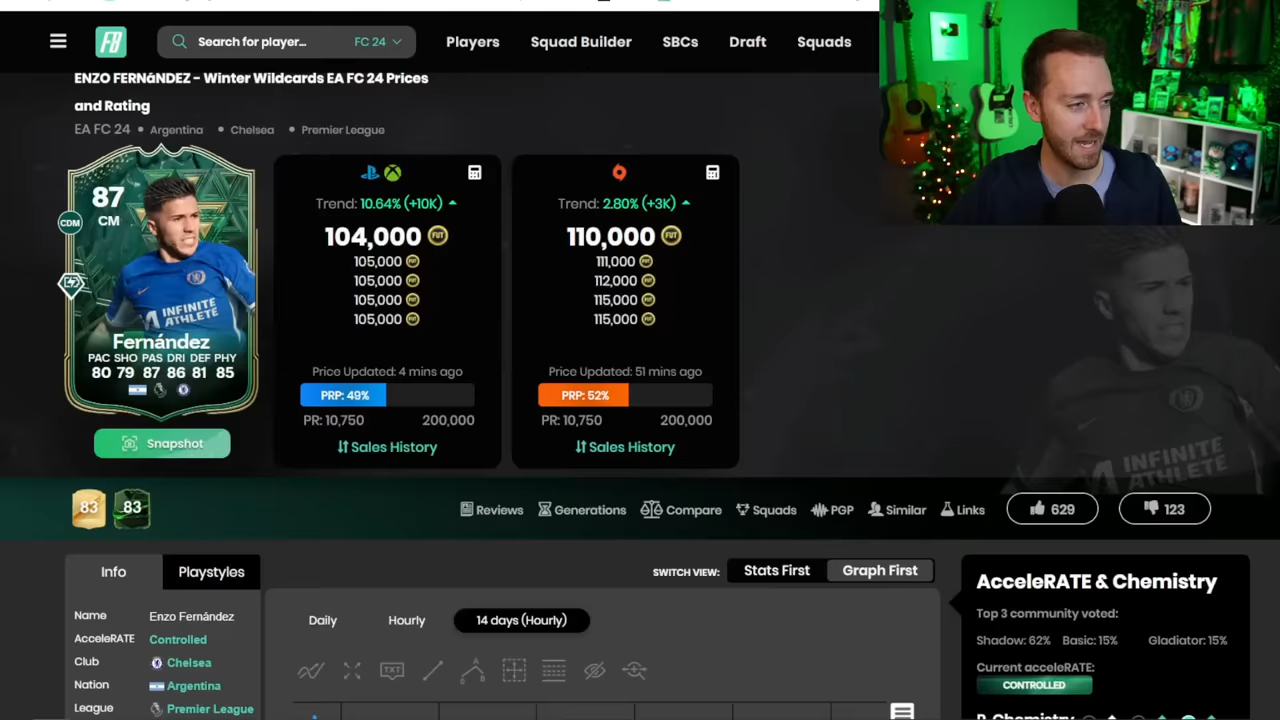 FB
Search for player...
FC 24
Players
Squad Builder
SBCs
Draft
Squads
ENZO FERNáNDEZ - Winter Wildcards EA FC 24 Prices
and Rating
EA FC 24 • Argentina • Chelsea • Premier League
87
CM
CDM
INFINITE
ATHLETE
Fernández
PAC SHO PAS DRI DEF PHY
80 79 87 86 81 85
Snapshot
Trend: 10.64% (+10K)
104,000
105,000
105,000
105,000
105,000
Price Updated: 4 mins ago
PRP: 49%
PR: 10,750
200,000
Sales History
Trend: 2.80% (+3K)
110,000
111,000
112,000
115,000
115,000
Price Updated: 51 mins ago
PRP: 52%
PR: 10,750
200,000
Sales History
INFINITE
ATHLETE
83
83
Reviews
Generations
Compare
Squads
PGP
Similar
Links
629
123
Info
Playstyles
SWITCH VIEW:
Stats First
Graph First
Name Enzo Fernández
AcceleRATE Controlled
Club Chelsea
Nation Argentina
League Premier League
Daily
Hourly
14 days (Hourly)
TXT
AcceleRATE & Chemistry
Top 3 community voted:
Shadow: 62%
Basic: 15%
Gladiator: 15%
Current acceleRATE:
CONTROLLED